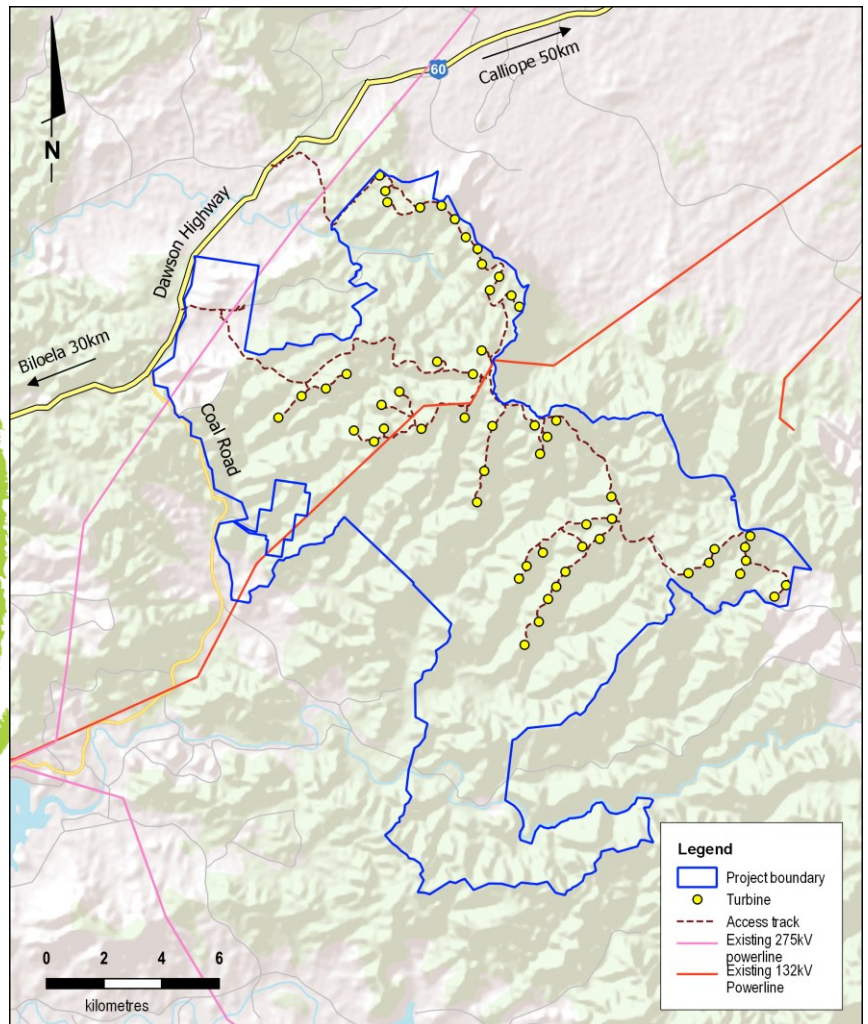 60
Calliope 50km
N
Dawson Highway
Biloela 30km
Coal Road
Legend
Project boundary
Turbine
Access track
Existing 275kV
powerline
Existing 132kV
Powerline
0 2 4 6
kilometres